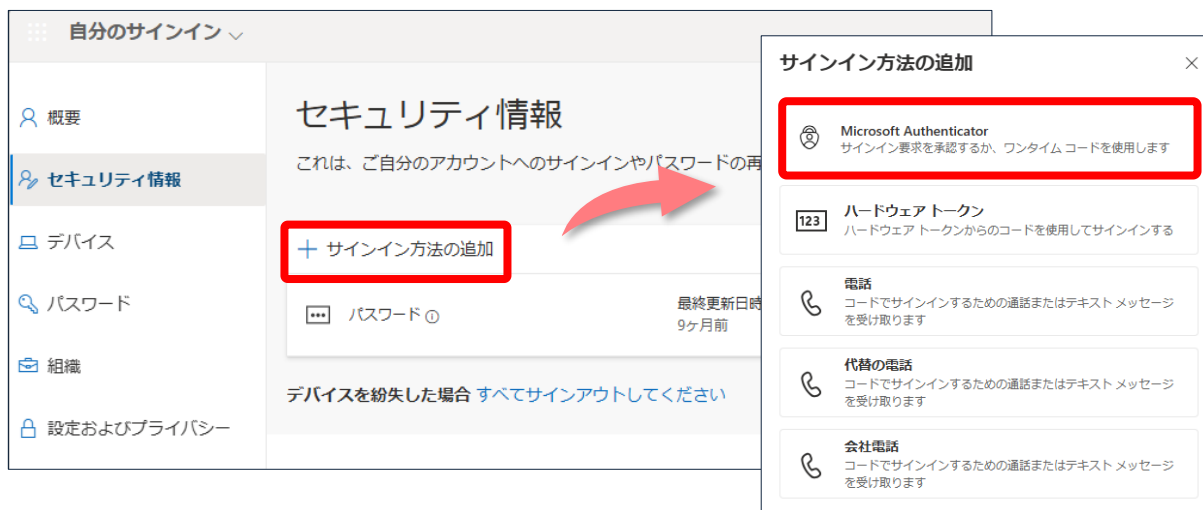 自分のサインイン
概要
セキュリティ情報
デバイス
パスワード
組織
設定およびプライバシー
セキュリティ情報
これは、ご自分のアカウントへのサインインやパスワードの再
サインイン方法の追加
パスワード
最終更新日時
9ヶ月前
デバイスを紛失した場合 すべてサインアウトしてください
サインイン方法の追加
Microsoft Authenticator
サインイン要求を承認するか、ワンタイム コードを使用します
123
ハードウェア トークン
ハードウェア トークンからのコードを使用してサインインする
電話
コードでサインインするための通話またはテキスト メッセージ
を受け取ります
代替の電話
コードでサインインするための通話またはテキスト メッセージ
を受け取ります
会社電話
コードでサインインするための通話またはテキスト メッセージ
を受け取ります